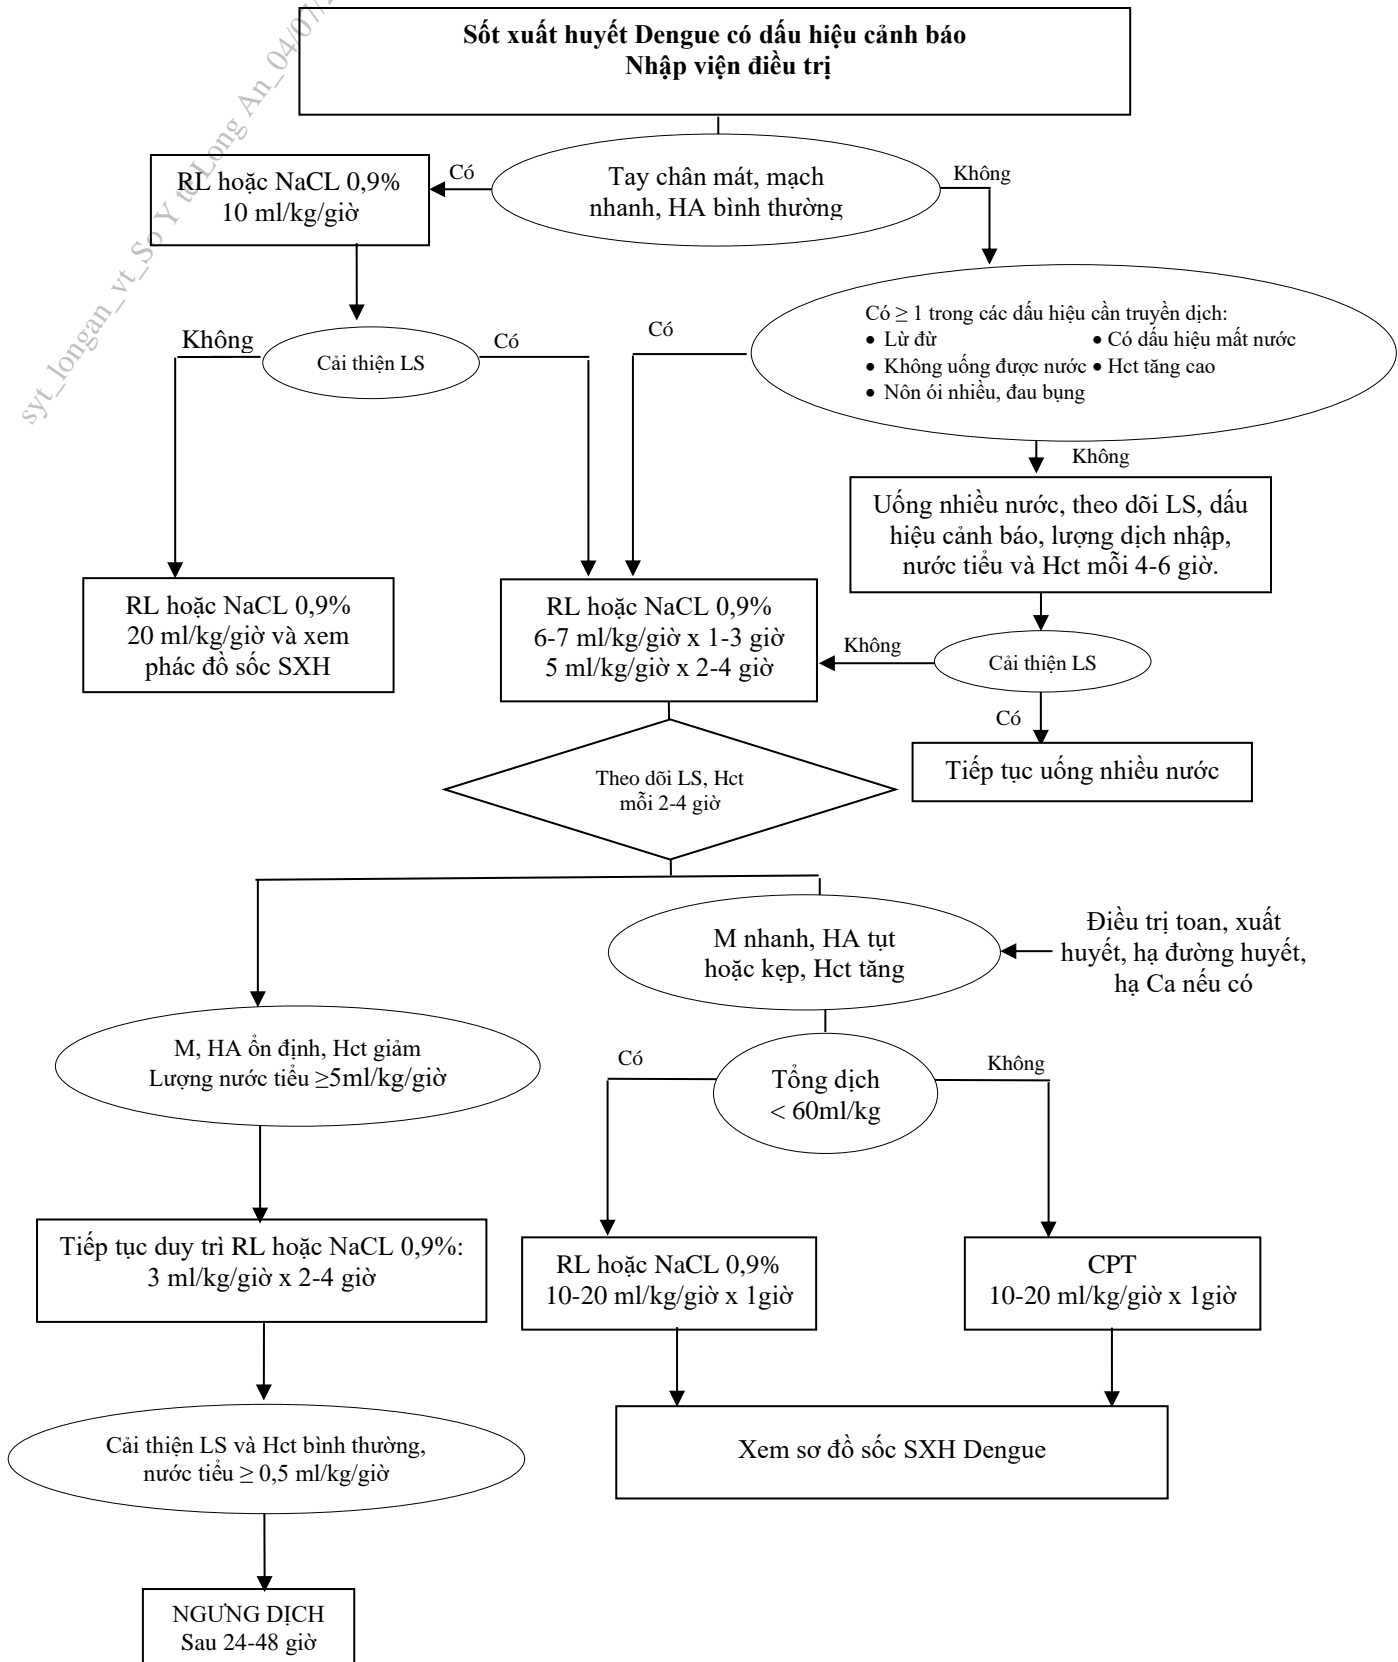 syt_longan_vt_So Y te Long An_04/07/2
Sốt xuất huyết Dengue có dấu hiệu cảnh báo
Nhập viện điều trị
Tay chân mát, mạch
nhanh, HA bình thường
Có
Không
RL hoặc NaCL 0,9%
10 ml/kg/giờ
Có ≥ 1 trong các dấu hiệu cần truyền dịch:
• Lừ đừ • Có dấu hiệu mất nước
• Không uống được nước • Hct tăng cao
• Nôn ói nhiều, đau bụng
Không
Cải thiện LS
Có
Có
Không
Uống nhiều nước, theo dõi LS, dấu
hiệu cảnh báo, lượng dịch nhập,
nước tiểu và Hct mỗi 4-6 giờ.
RL hoặc NaCL 0,9%
20 ml/kg/giờ và xem
phác đồ sốc SXH
RL hoặc NaCL 0,9%
6-7 ml/kg/giờ x 1-3 giờ
5 ml/kg/giờ x 2-4 giờ
Không
Cải thiện LS
Có
Tiếp tục uống nhiều nước
Theo dõi LS, Hct
mỗi 2-4 giờ
M nhanh, HA tụt
hoặc kẹp, Hct tăng
Điều trị toan, xuất
huyết, hạ đường huyết,
hạ Ca nếu có
M, HA ổn định, Hct giảm
Lượng nước tiểu ≥5ml/kg/giờ
Có
Tổng dịch
< 60ml/kg
Không
Tiếp tục duy trì RL hoặc NaCL 0,9%:
3 ml/kg/giờ x 2-4 giờ
RL hoặc NaCL 0,9%
10-20 ml/kg/giờ x 1giờ
CPT
10-20 ml/kg/giờ x 1giờ
Cải thiện LS và Hct bình thường,
nước tiểu ≥ 0,5 ml/kg/giờ
Xem sơ đồ sốc SXH Dengue
NGƯNG DỊCH
Sau 24-48 giờ